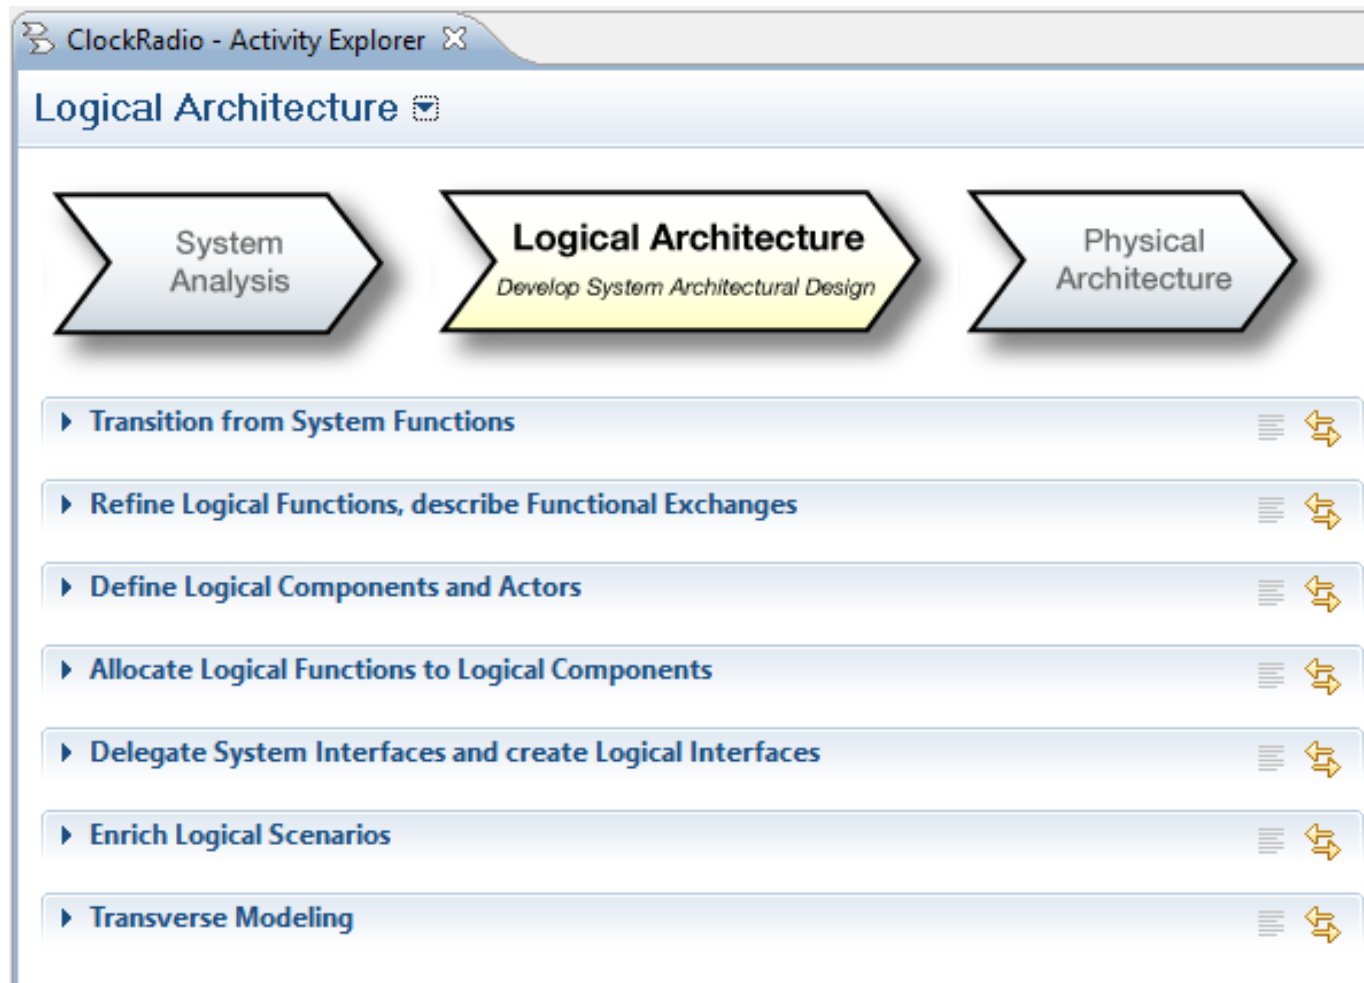 ClockRadio - Activity Explorer
Logical Architecture
System
Analysis
Logical Architecture
Develop System Architectural Design
Physical
Architecture
Transition from System Functions
Refine Logical Functions, describe Functional Exchanges
Define Logical Components and Actors
Allocate Logical Functions to Logical Components
Delegate System Interfaces and create Logical Interfaces
Enrich Logical Scenarios
Transverse Modeling